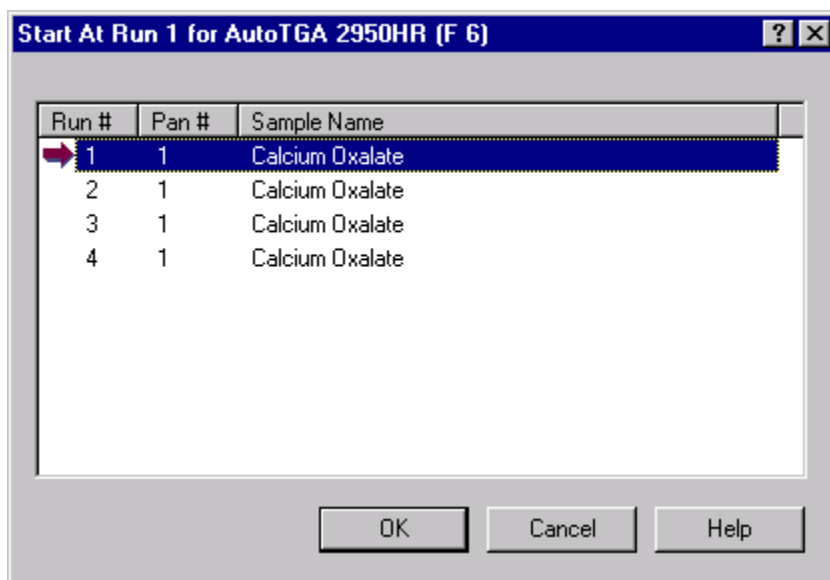 Start At Run 1 for AutoTGA 2950HR (F 6)
Run # Pan # Sample Name
1 1 Calcium Oxalate
2 1 Calcium Oxalate
3 1 Calcium Oxalate
4 1 Calcium Oxalate
OK Cancel Help